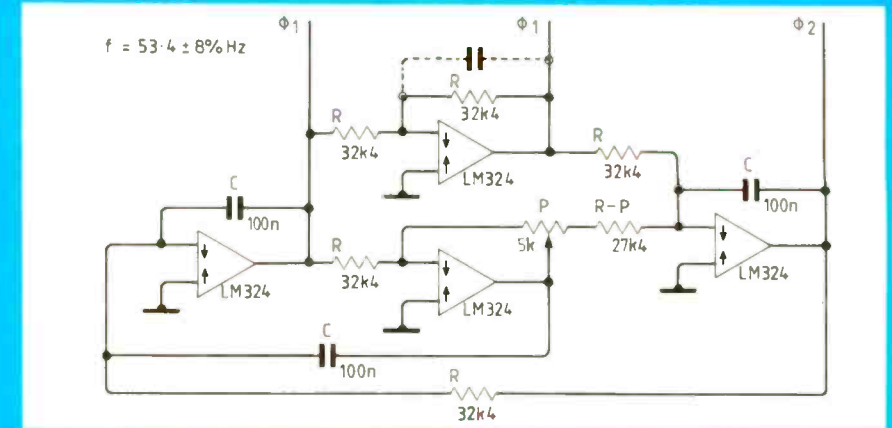 f = 53·4 ± 8% Hz
Φ1
Φ1
Φ2
R
32k4
R
32k4
LM324
R
32k4
C
100n
C
100n
LM324
R
32k4
P
5k
R-P
27k4
LM324
LM324
C
100n
R
32k4